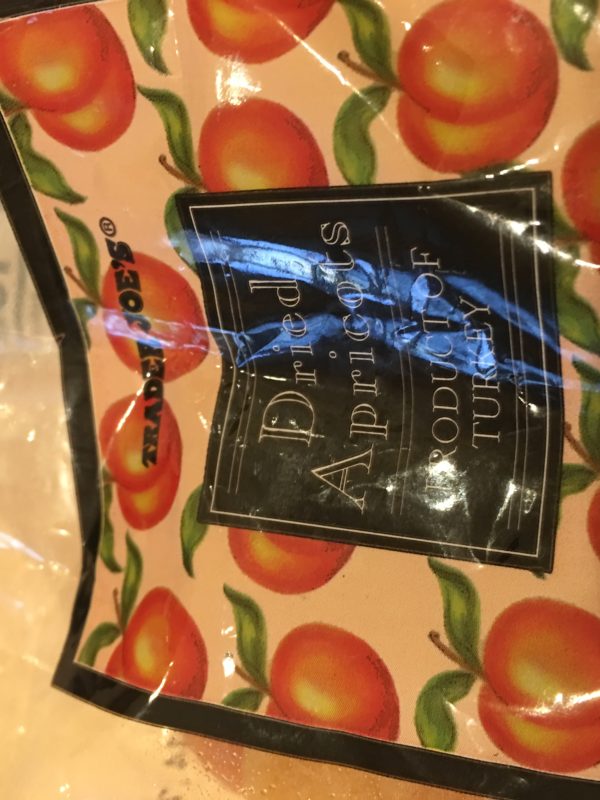 TRADER JOE'S®
Dried
Apricots
PRODUCT OF
TURKEY